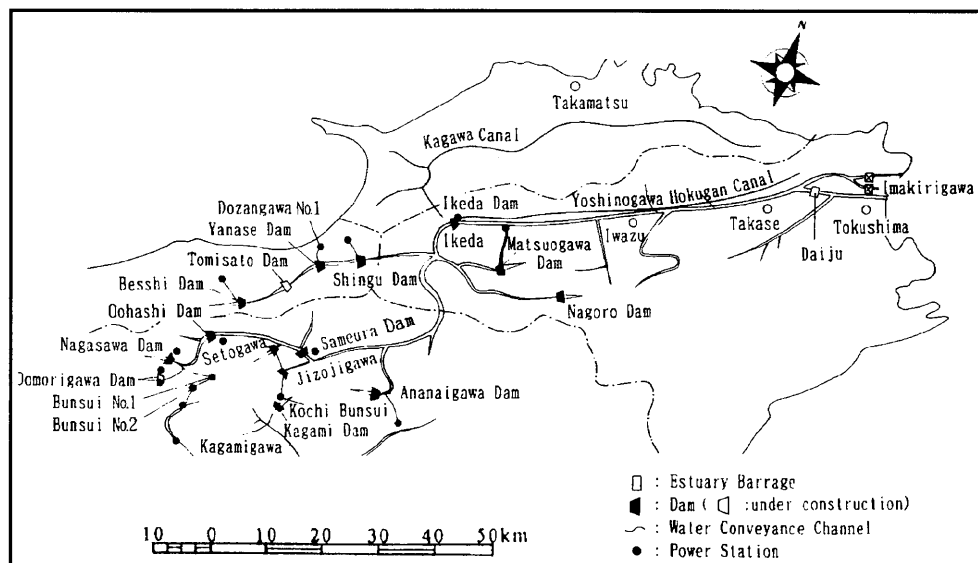 N
Takamatsu
Kagawa Canal
Imakirigawa
Yoshinogawa Hokugan Canal
Ikeda Dam
Dozangawa No.1
Yanase Dam
Ikeda
Matsuogawa
Dam
Iwazu
Takase
Tokushima
Daiju
Tomisato Dam
Shingu Dam
Besshi Dam
Nagoro Dam
Oohashi Dam
Sameura Dam
Setogawa
Nagasawa Dam
Jizojigawa
Domorigawa Dam
Ananaigawa Dam
Bunsui No.1
Kochi Bunsui
Bunsui No.2
Kagami Dam
Kagamigawa
: Estuary Barrage
: Dam ( :under construction)
: Water Conveyance Channel
: Power Station
10 0 10 20 30 40 50km